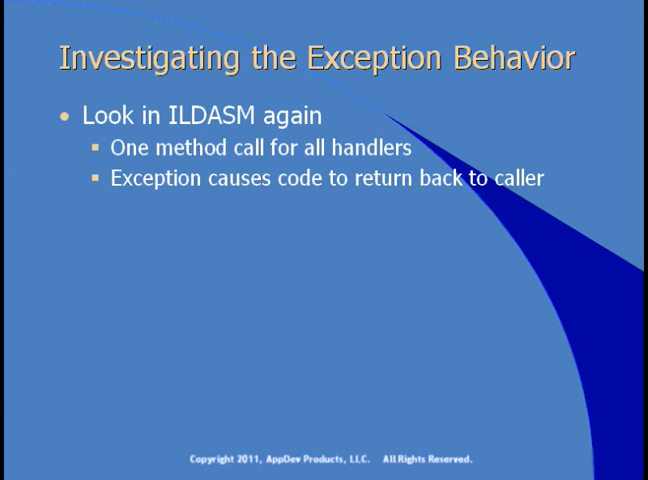 Investigating the Exception Behavior
• Look in ILDASM again
▪ One method call for all handlers
▪ Exception causes code to return back to caller
Copyright 2011, AppDev Products, LLC. All Rights Reserved.